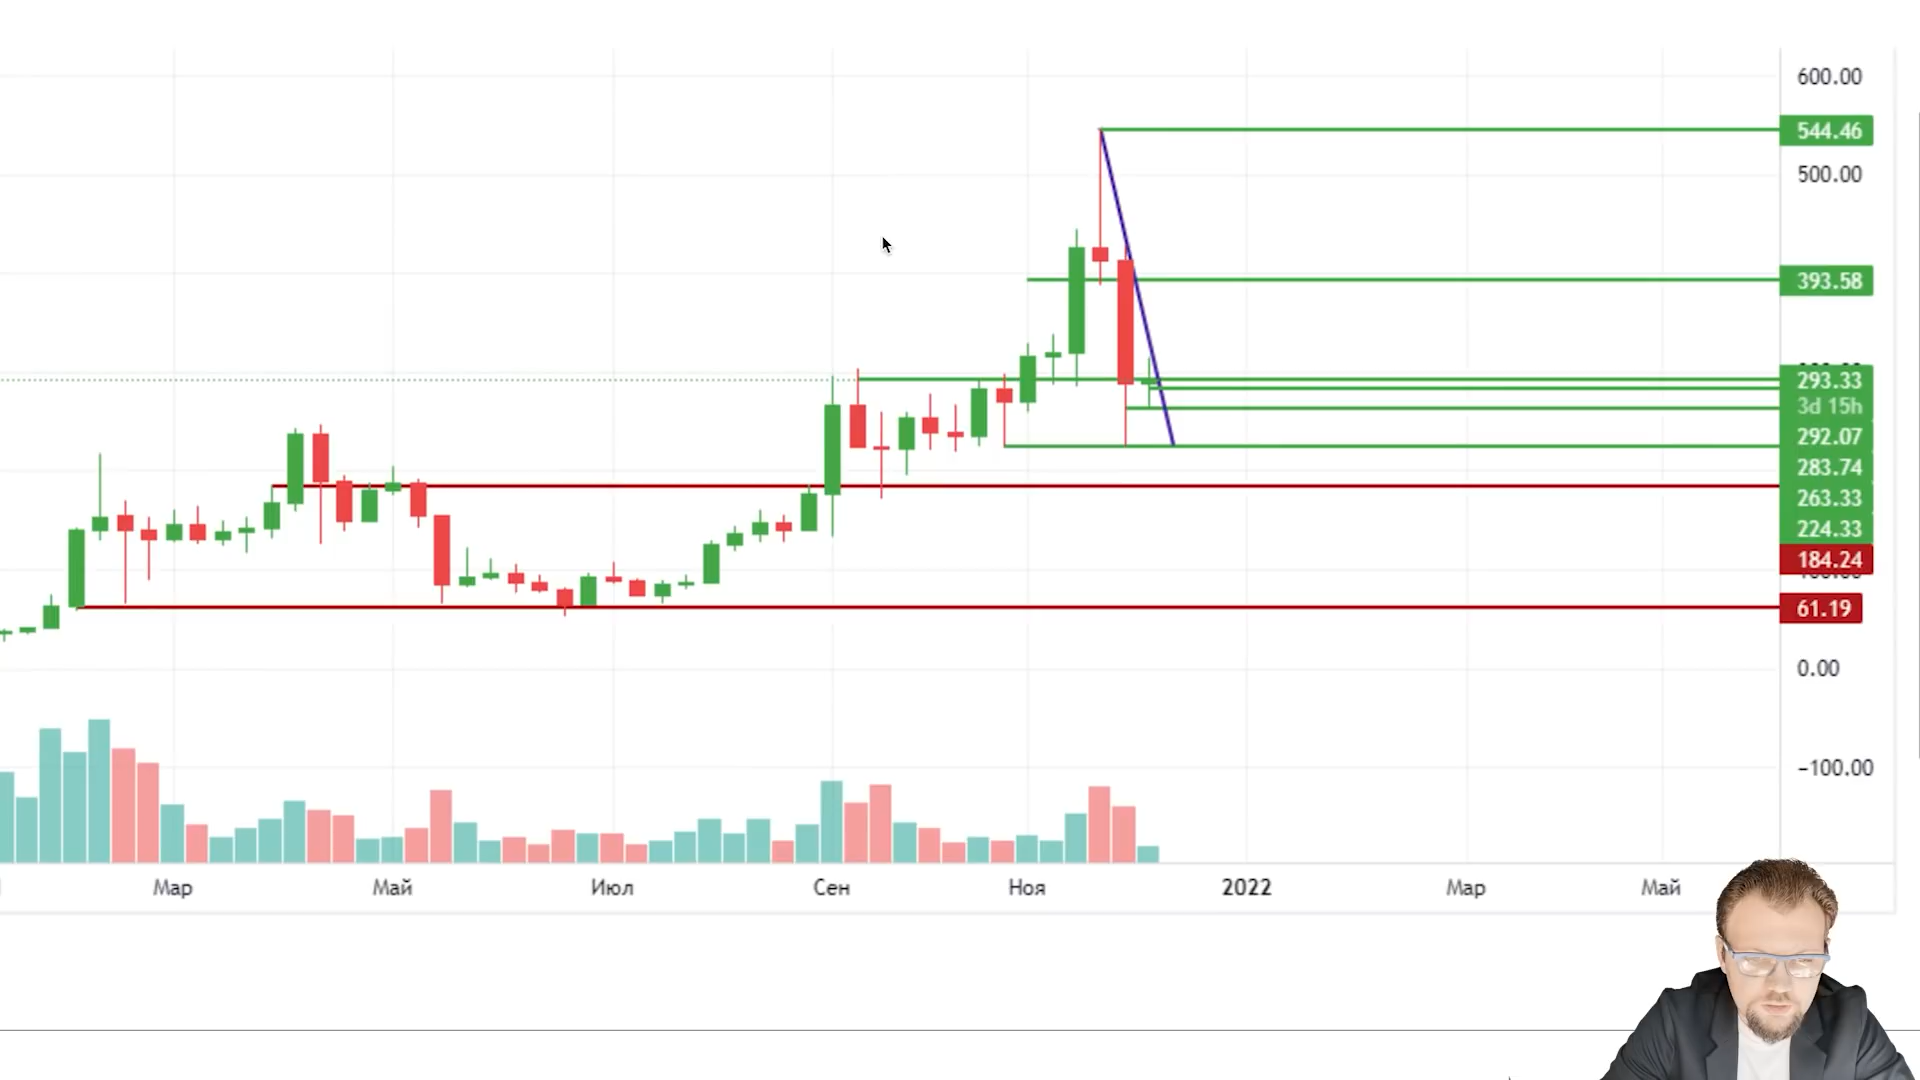 600.00
544.46
500.00
393.58
293.33
3d 15h
292.07
283.74
263.33
224.33
184.24
61.19
0.00
−100.00
Мар
Май
Июл
Сен
Ноя
2022
Мар
Май